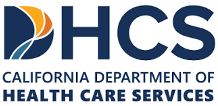 DHCS
CALIFORNIA DEPARTMENT OF
HEALTH CARE SERVICES